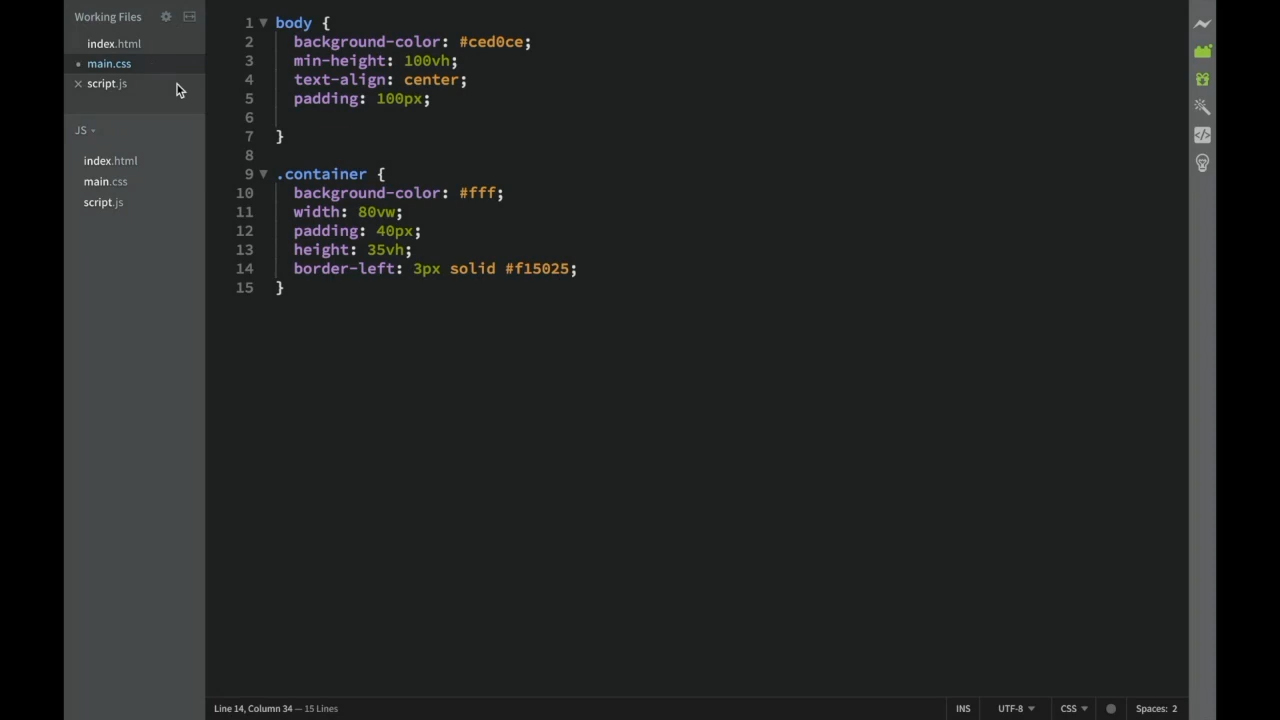 Working Files
index.html
main.css
script.js
JS
index.html
main.css
script.js
1 body {
2 background-color: #ced0ce;
3 min-height: 100vh;
4 text-align: center;
5 padding: 100px;
6
7 }
8
9 .container {
10 background-color: #fff;
11 width: 80vw;
12 padding: 40px;
13 height: 35vh;
14 border-left: 3px solid #f15025;
15 }
Line 14, Column 34 — 15 Lines
INS UTF-8 CSS Spaces: 2